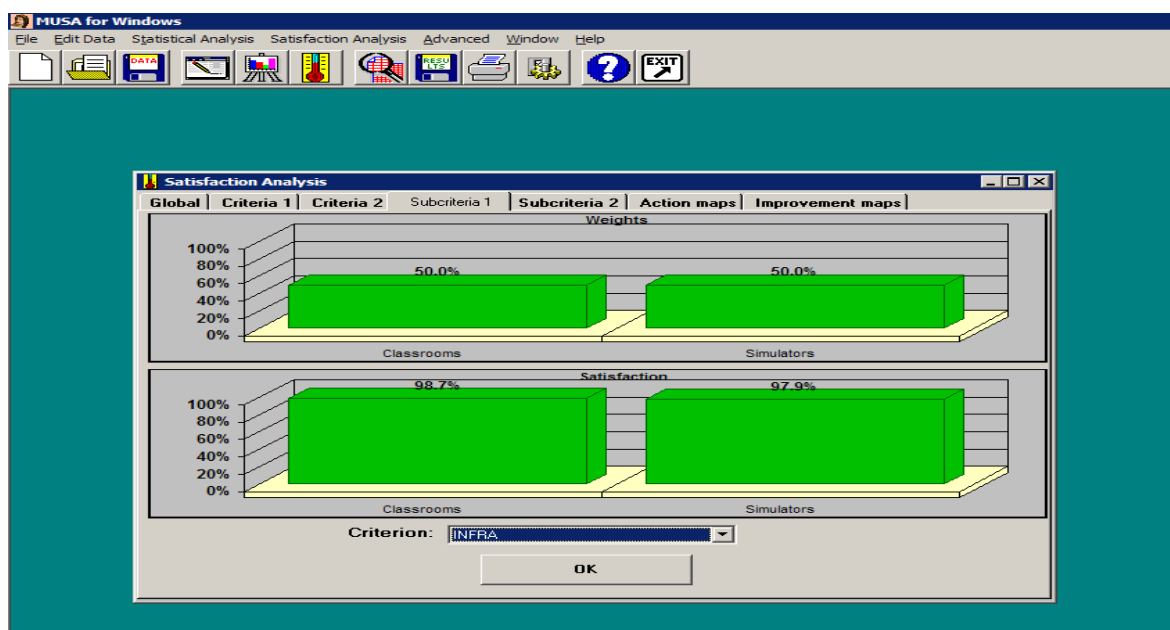 MUSA for Windows
File Edit Data Statistical Analysis Satisfaction Analysis Advanced Window Help
DATA RESU LTS ? EXIT
Satisfaction Analysis
Global Criteria 1 Criteria 2 Subcriteria 1 Subcriteria 2 Action maps Improvement maps
Weights
100%
80%
60%
40%
20%
0%
50.0% 50.0%
Classrooms Simulators
Satisfaction
100%
80%
60%
40%
20%
0%
98.7% 97.9%
Classrooms Simulators
Criterion: INFRA
OK